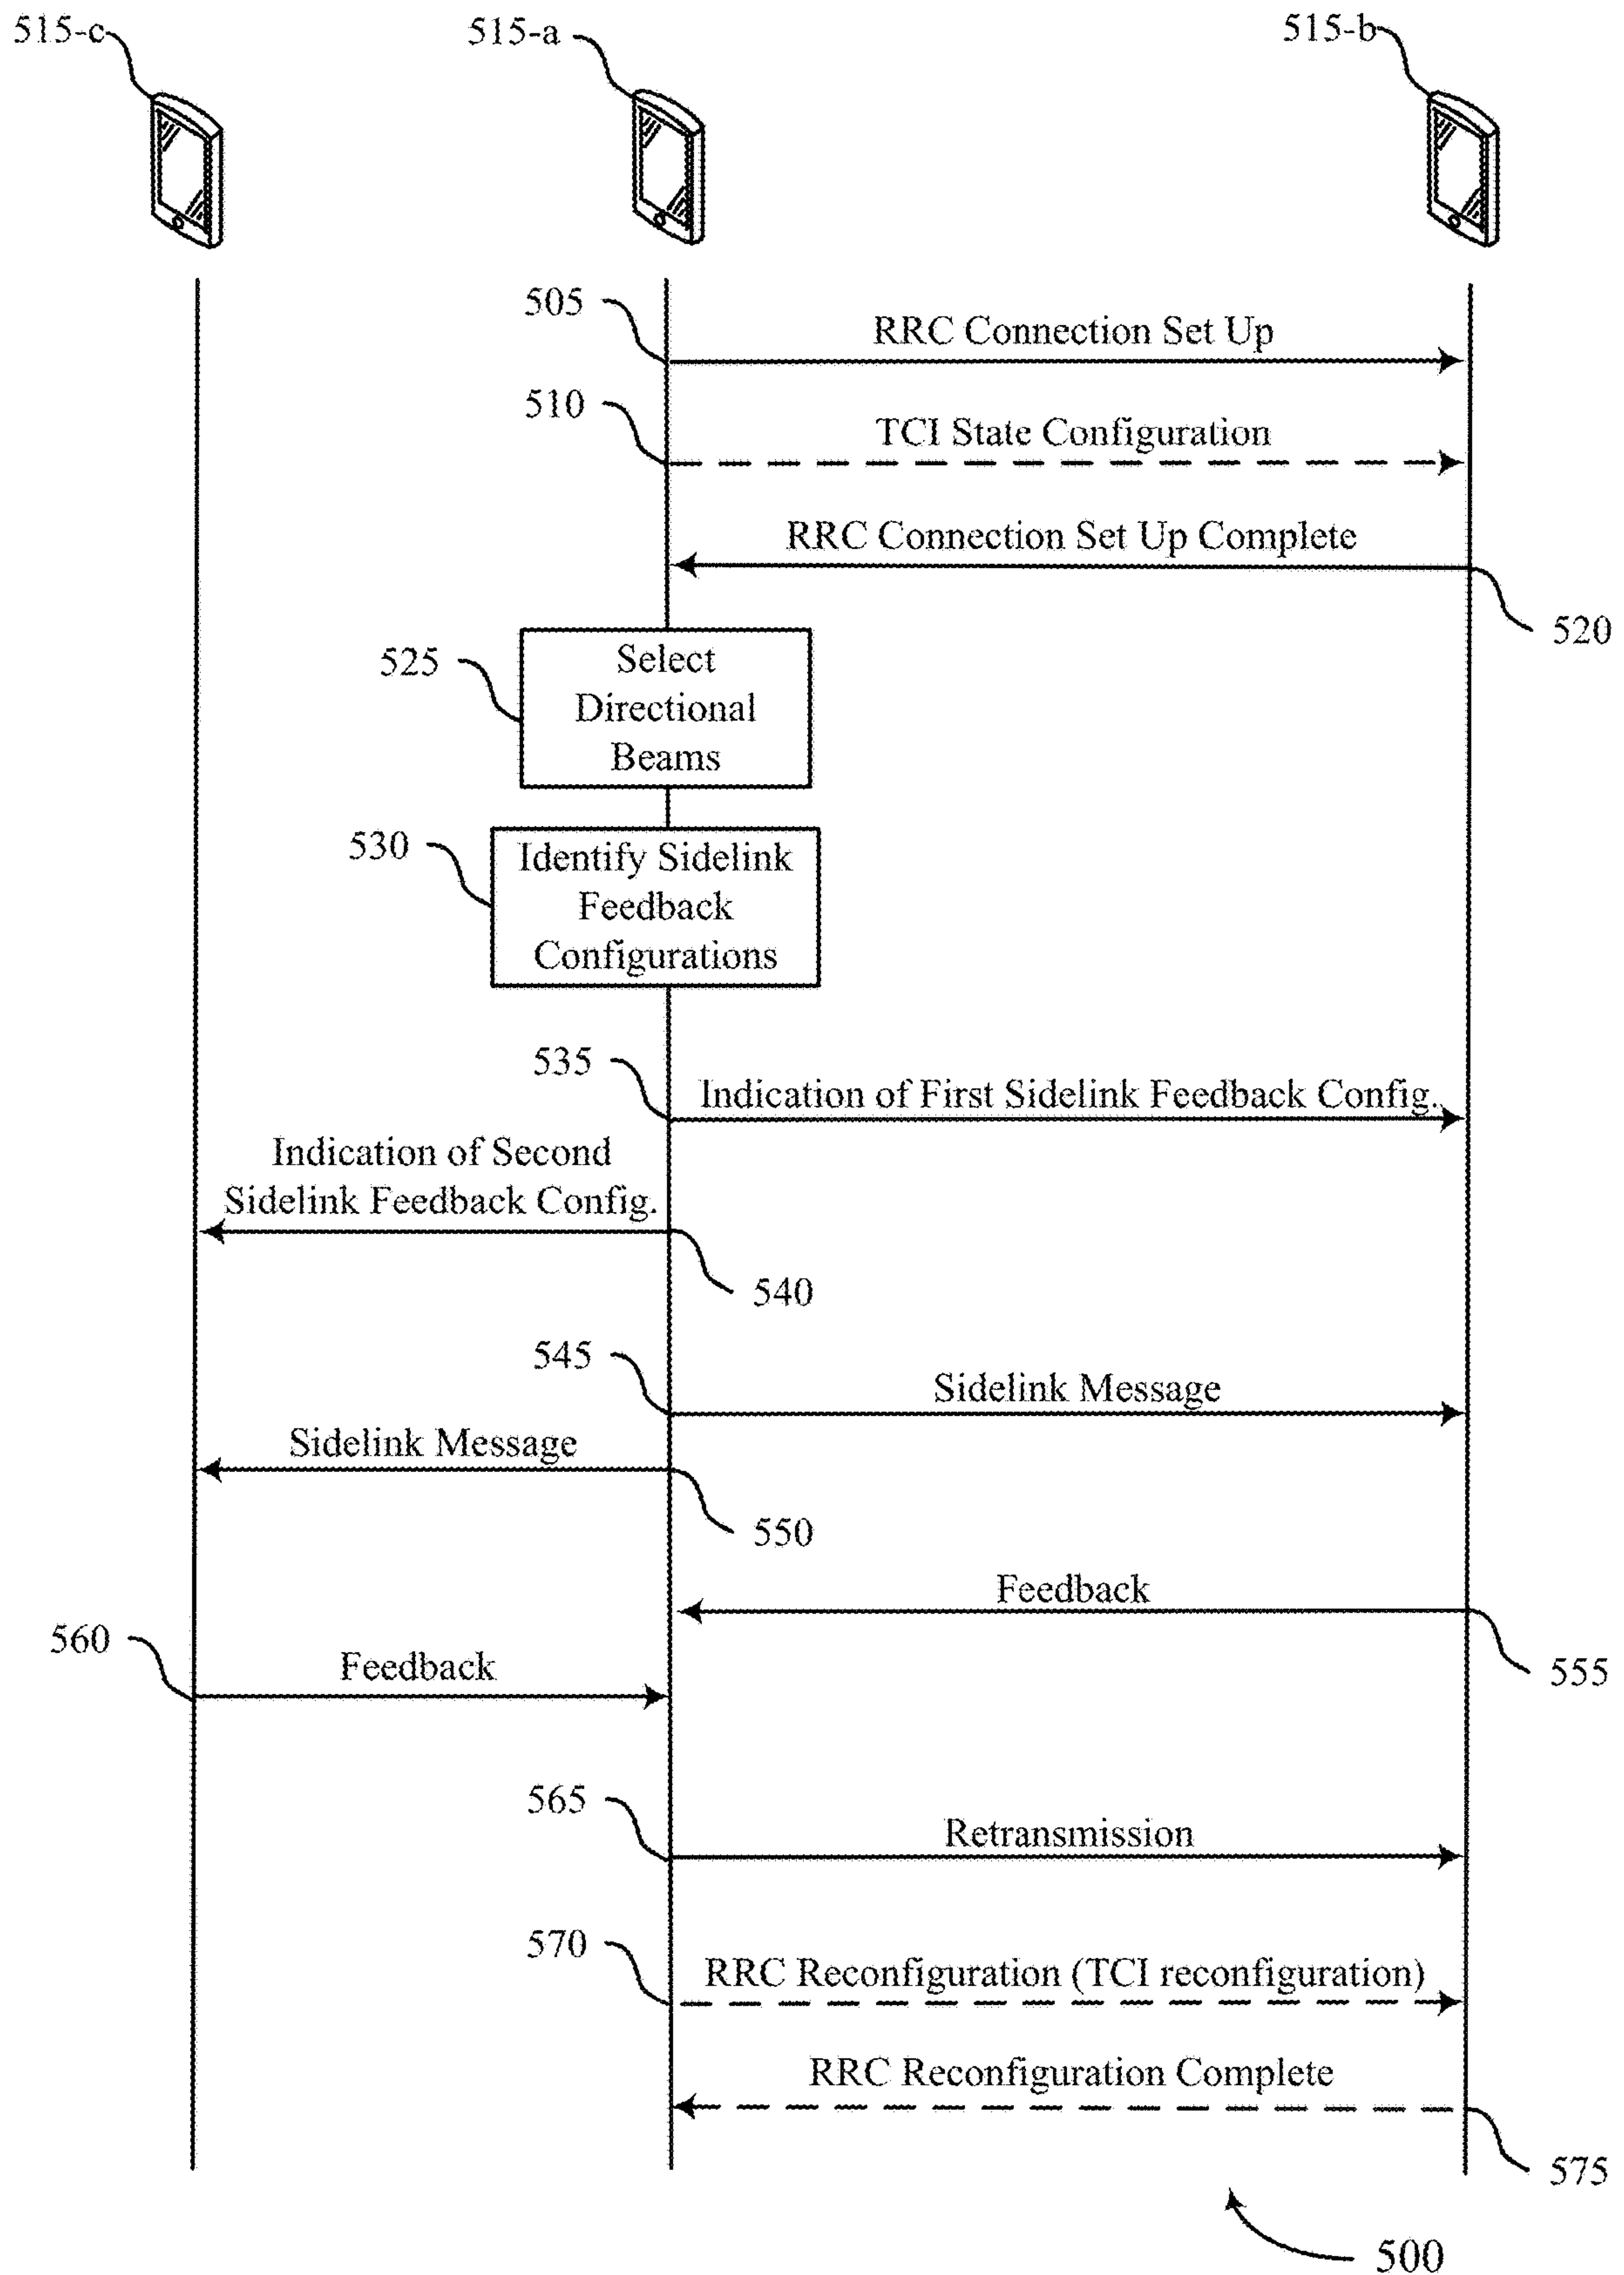 515-c
515-a
515-b
505
RRC Connection Set Up
510
TCI State Configuration
RRC Connection Set Up Complete
520
525
Select
Directional
Beams
530
Identify Sidelink
Feedback
Configurations
535
Indication of First Sidelink Feedback Config.
Indication of Second
Sidelink Feedback Config.
540
545
Sidelink Message
Sidelink Message
550
Feedback
555
560
Feedback
565
Retransmission
570
RRC Reconfiguration (TCI reconfiguration)
RRC Reconfiguration Complete
575
500